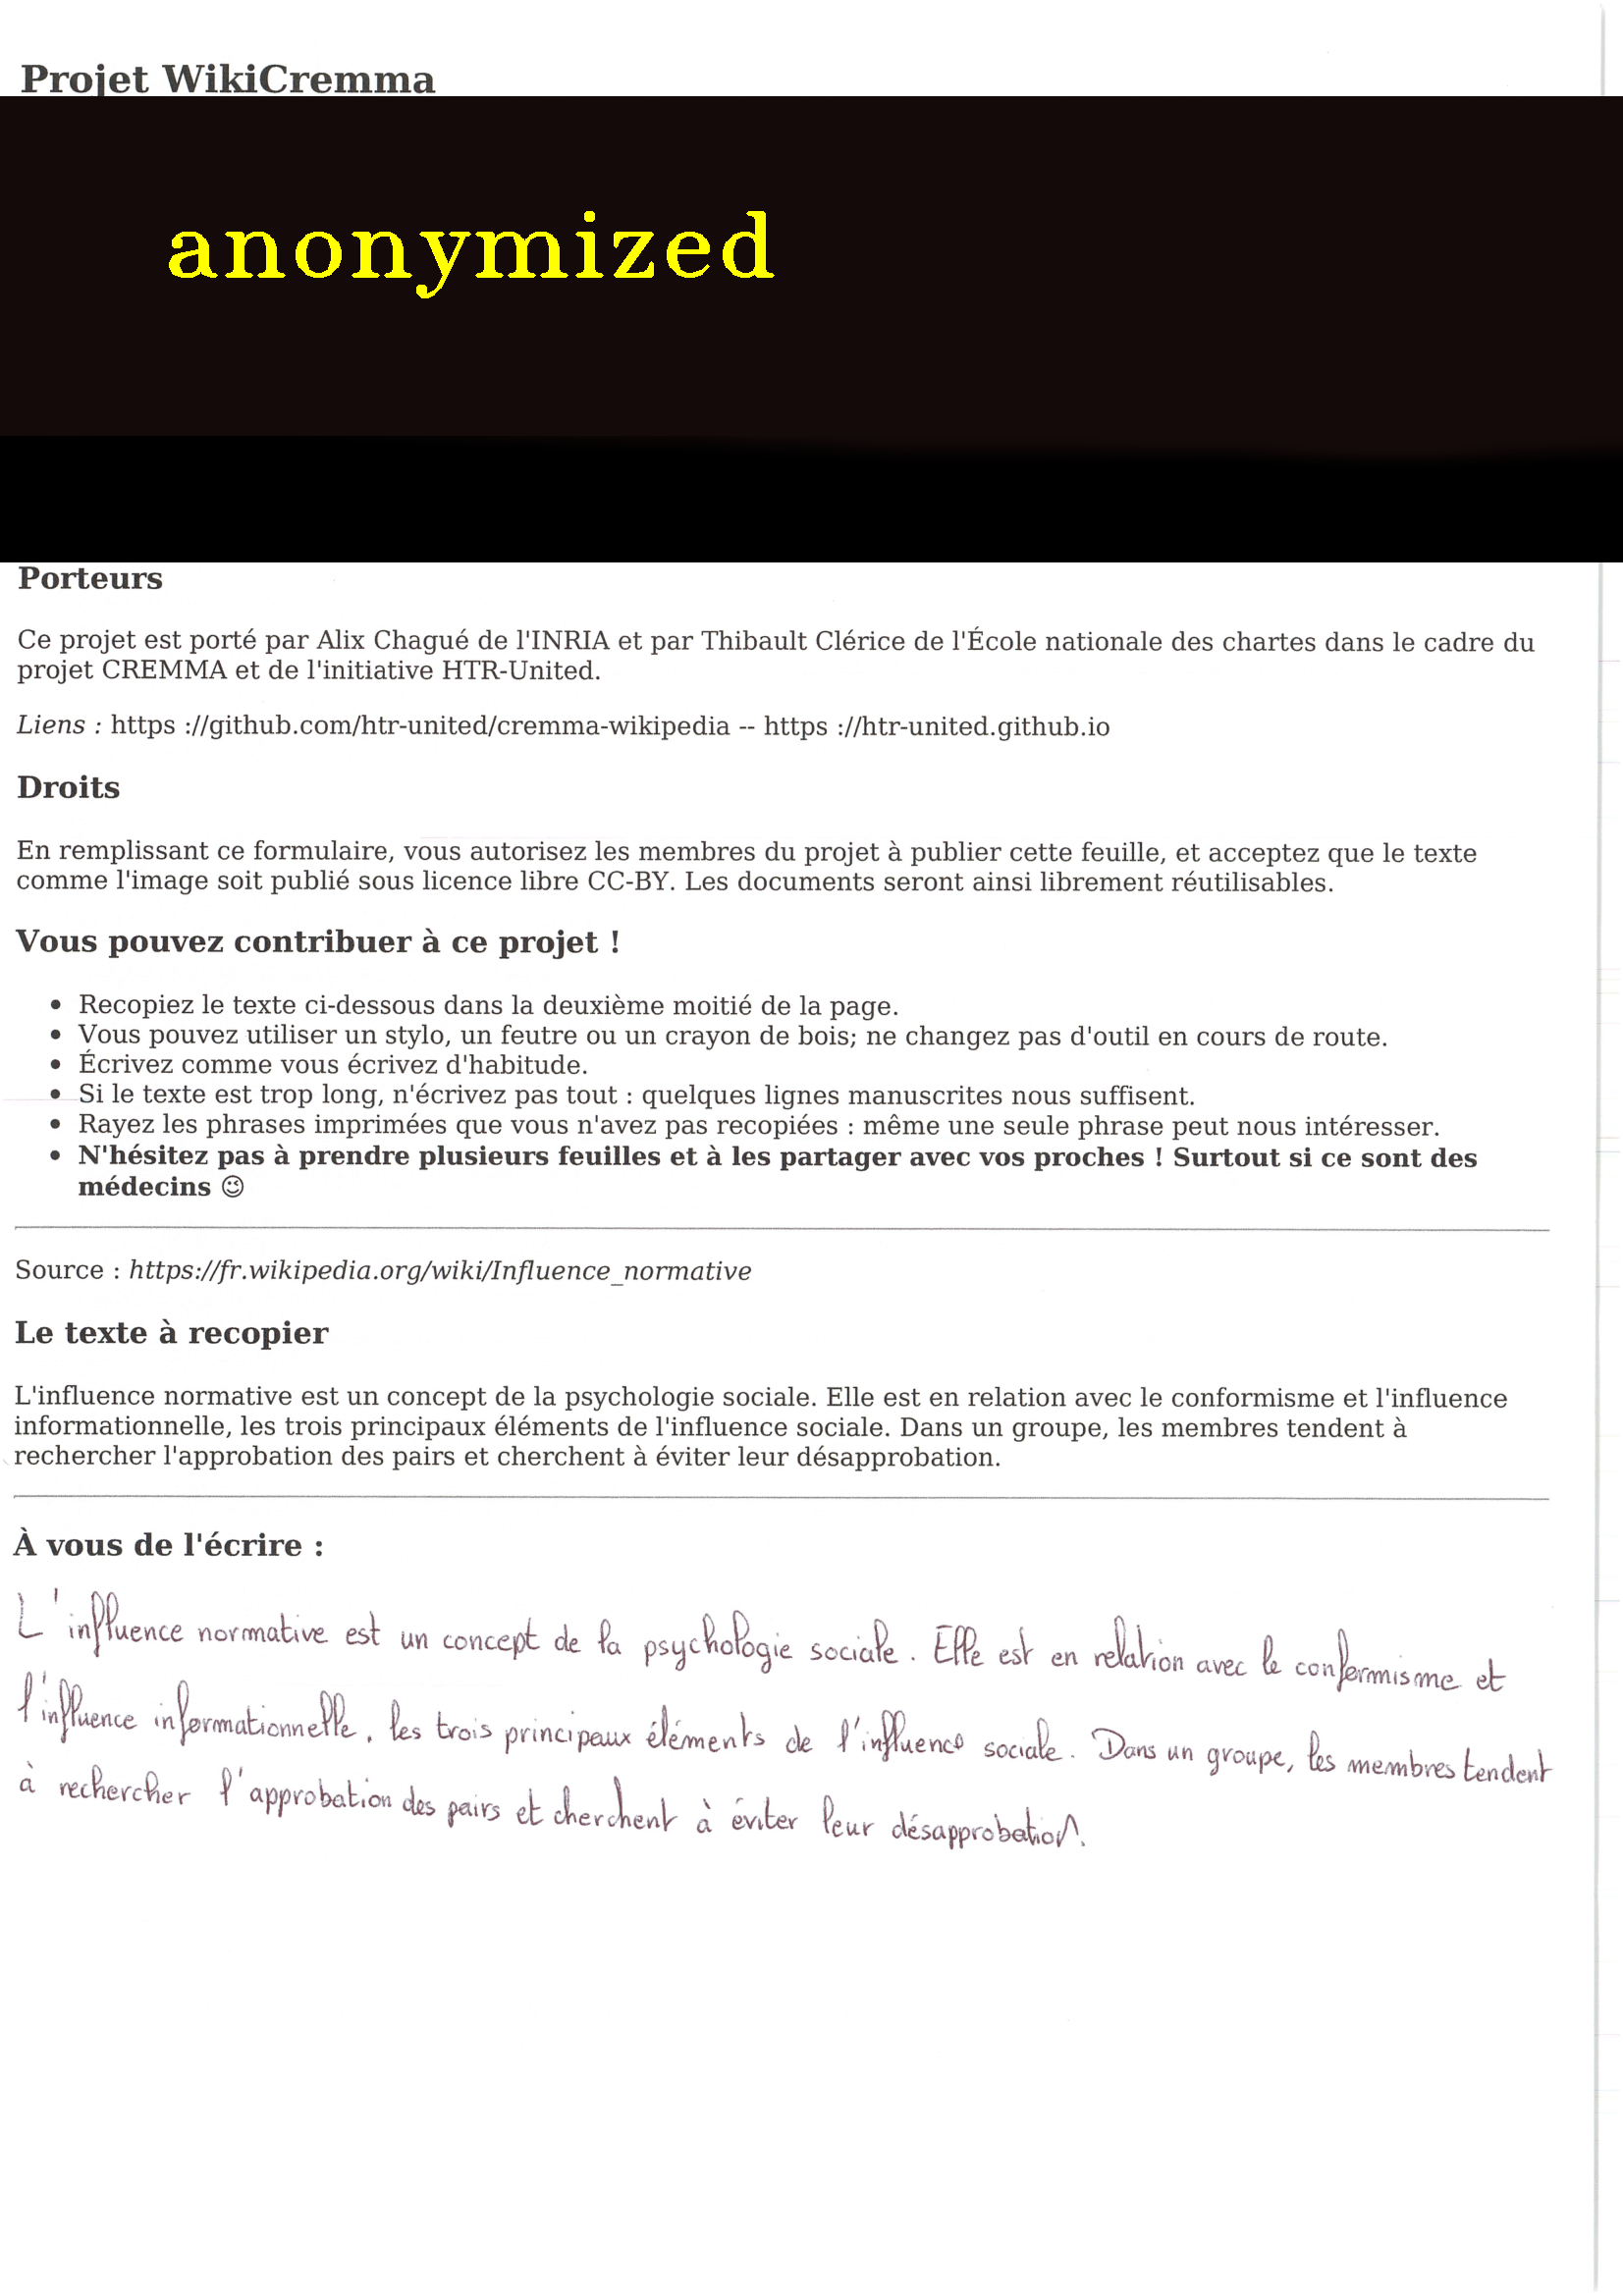 Projet WikiCremma
anonymized
Porteurs
Ce projet est porté par Alix Chagué de l'INRIA et par Thibault Clérice de l'École nationale des chartes dans le cadre du
projet CREMMA et de l'initiative HTR-United.
Liens : https ://github.com/htr-united/cremma-wikipedia -- https ://htr-united.github.io
Droits
En remplissant ce formulaire, vous autorisez les membres du projet à publier cette feuille, et acceptez que le texte
comme l'image soit publié sous licence libre CC-BY. Les documents seront ainsi librement réutilisables.
Vous pouvez contribuer à ce projet !
• Recopiez le texte ci-dessous dans la deuxième moitié de la page.
• Vous pouvez utiliser un stylo, un feutre ou un crayon de bois; ne changez pas d'outil en cours de route.
• Écrivez comme vous écrivez d'habitude.
• Si le texte est trop long, n'écrivez pas tout : quelques lignes manuscrites nous suffisent.
• Rayez les phrases imprimées que vous n'avez pas recopiées : même une seule phrase peut nous intéresser.
• N'hésitez pas à prendre plusieurs feuilles et à les partager avec vos proches ! Surtout si ce sont des
médecins 😉
Source : https://fr.wikipedia.org/wiki/Influence_normative
Le texte à recopier
L'influence normative est un concept de la psychologie sociale. Elle est en relation avec le conformisme et l'influence
informationnelle, les trois principaux éléments de l'influence sociale. Dans un groupe, les membres tendent à
rechercher l'approbation des pairs et cherchent à éviter leur désapprobation.
À vous de l'écrire :
L'influence normative est un concept de la psychologie sociale. Elle est en relation avec le conformisme et
l'influence informationnelle, les trois principaux éléments de l'influence sociale. Dans un groupe, les membres tendent
à rechercher l'approbation des pairs et cherchent à éviter leur désapprobation.